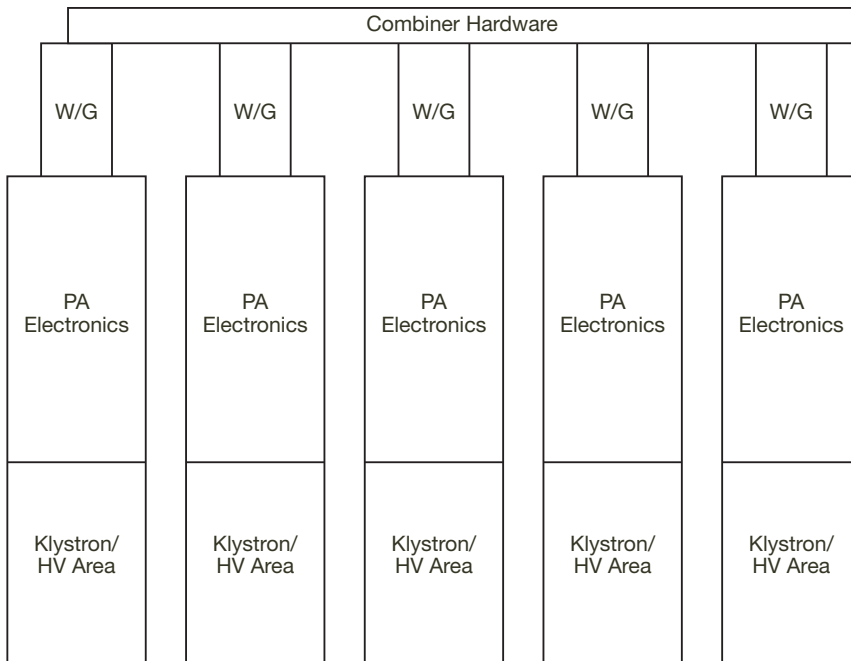 Combiner Hardware
W/G
W/G
W/G
W/G
W/G
PA
Electronics
PA
Electronics
PA
Electronics
PA
Electronics
PA
Electronics
Klystron/
HV Area
Klystron/
HV Area
Klystron/
HV Area
Klystron/
HV Area
Klystron/
HV Area